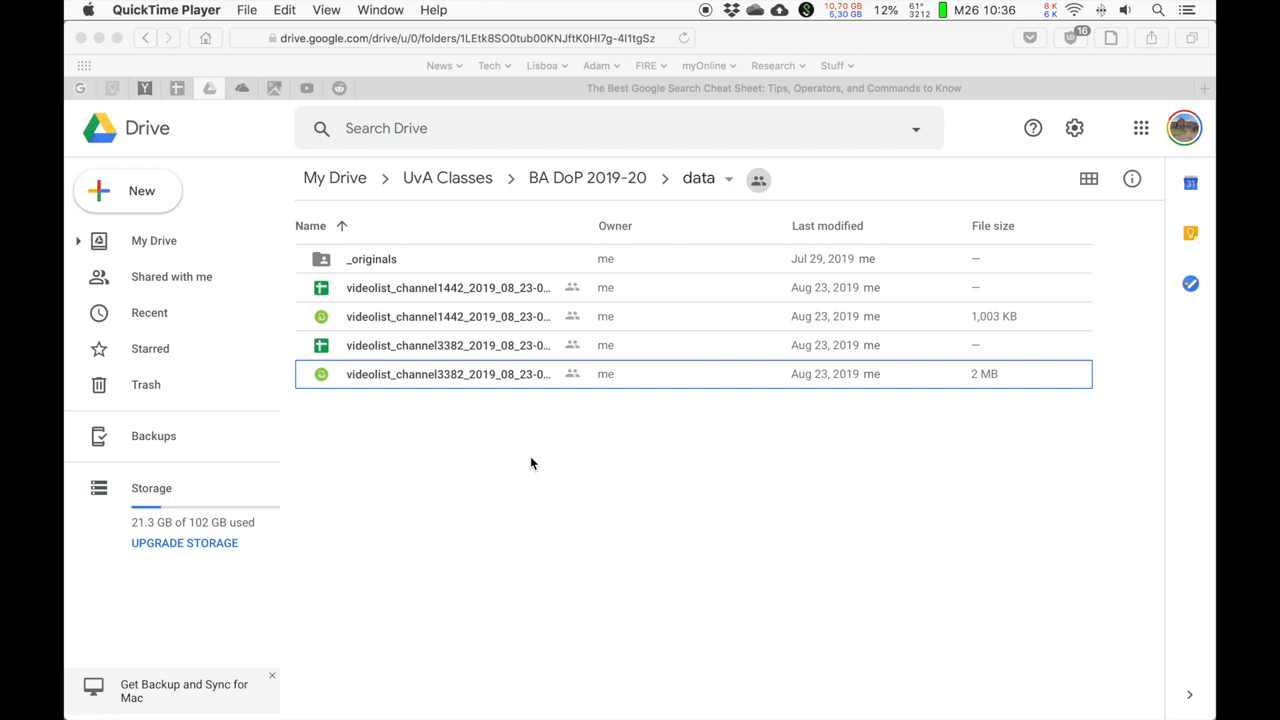 QuickTime Player File Edit View Window Help 10,70 GB 5,30 GB 12% 61° 3212 8 K 6 K M26 10:36
drive.google.com/drive/u/0/folders/1LEtk8SO0tub00KNJftK0HI7g-4l1tgSz 16
News Tech Lisboa Adam FIRE myOnline Research Stuff
G Y The Best Google Search Cheat Sheet: Tips, Operators, and Commands to Know
Drive Search Drive
New My Drive UvA Classes BA DoP 2019-20 data
Name Owner Last modified File size
My Drive
Shared with me
Recent
Starred
Trash
Backups
Storage
21.3 GB of 102 GB used
UPGRADE STORAGE
_originals me Jul 29, 2019 me —
videolist_channel1442_2019_08_23-0... me Aug 23, 2019 me —
videolist_channel1442_2019_08_23-0... me Aug 23, 2019 me 1,003 KB
videolist_channel3382_2019_08_23-0... me Aug 23, 2019 me —
videolist_channel3382_2019_08_23-0... me Aug 23, 2019 me 2 MB
31
Get Backup and Sync for
Mac